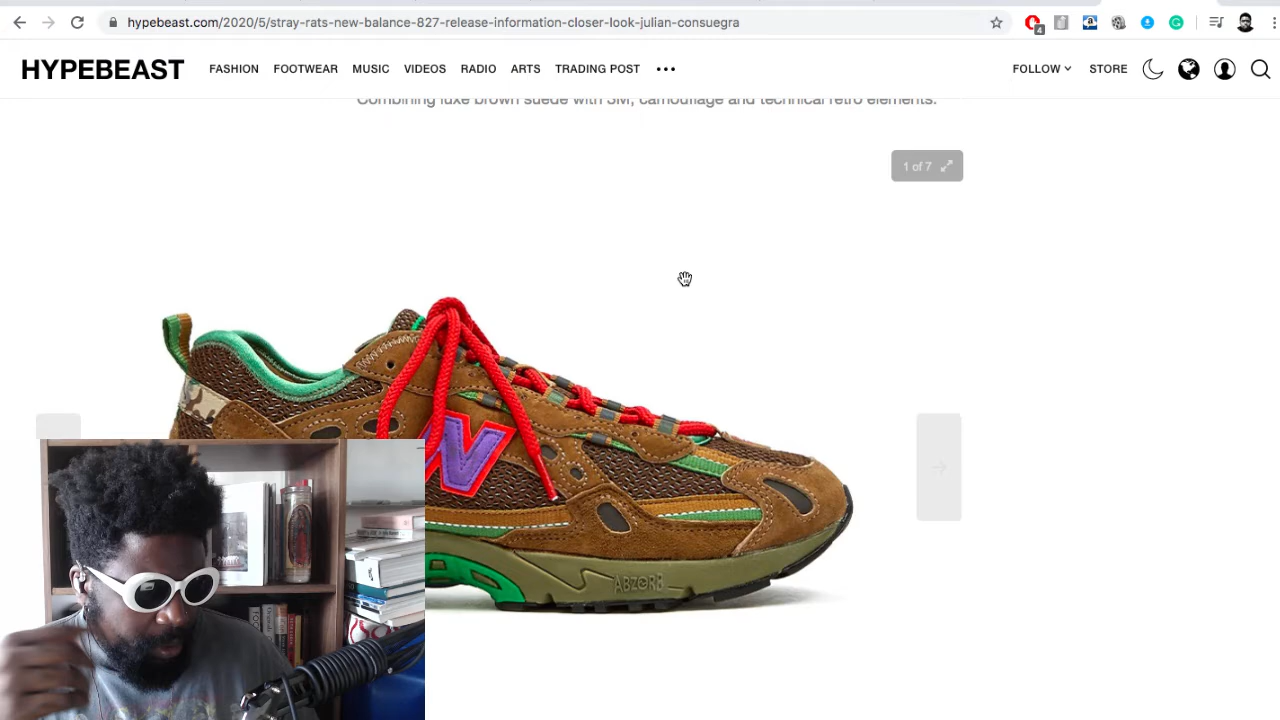 hypebeast.com/2020/5/stray-rats-new-balance-827-release-information-closer-look-julian-consuegra
4
HYPEBEAST FASHION FOOTWEAR MUSIC VIDEOS RADIO ARTS TRADING POST ••• FOLLOW STORE
Combining luxe brown suede with 3M, camouflage and technical retro elements.
1 of 7
N
ABZORB